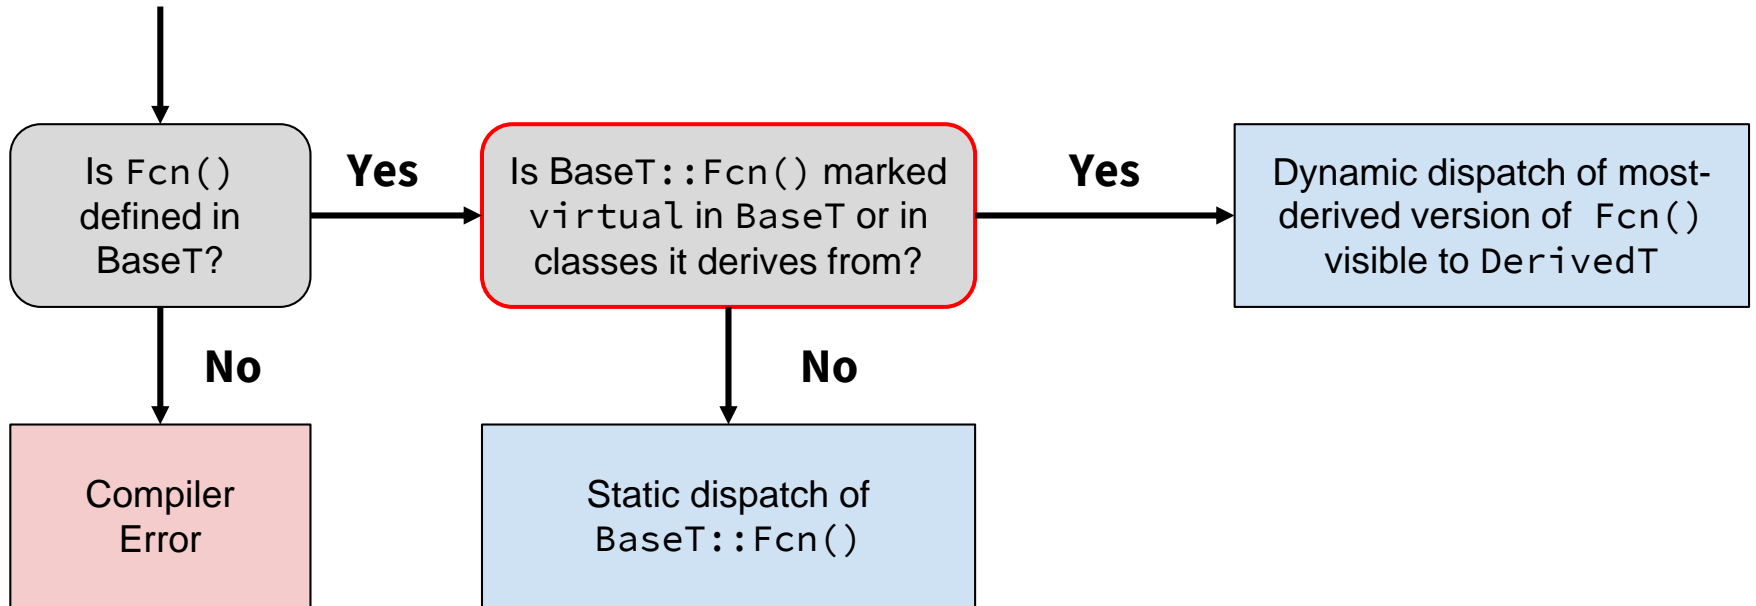 Is Fcn()
defined in
BaseT?
Yes
Is BaseT::Fcn() marked
virtual in BaseT or in
classes it derives from?
Yes
Dynamic dispatch of most-
derived version of Fcn()
visible to DerivedT
No
No
Compiler
Error
Static dispatch of
BaseT::Fcn()